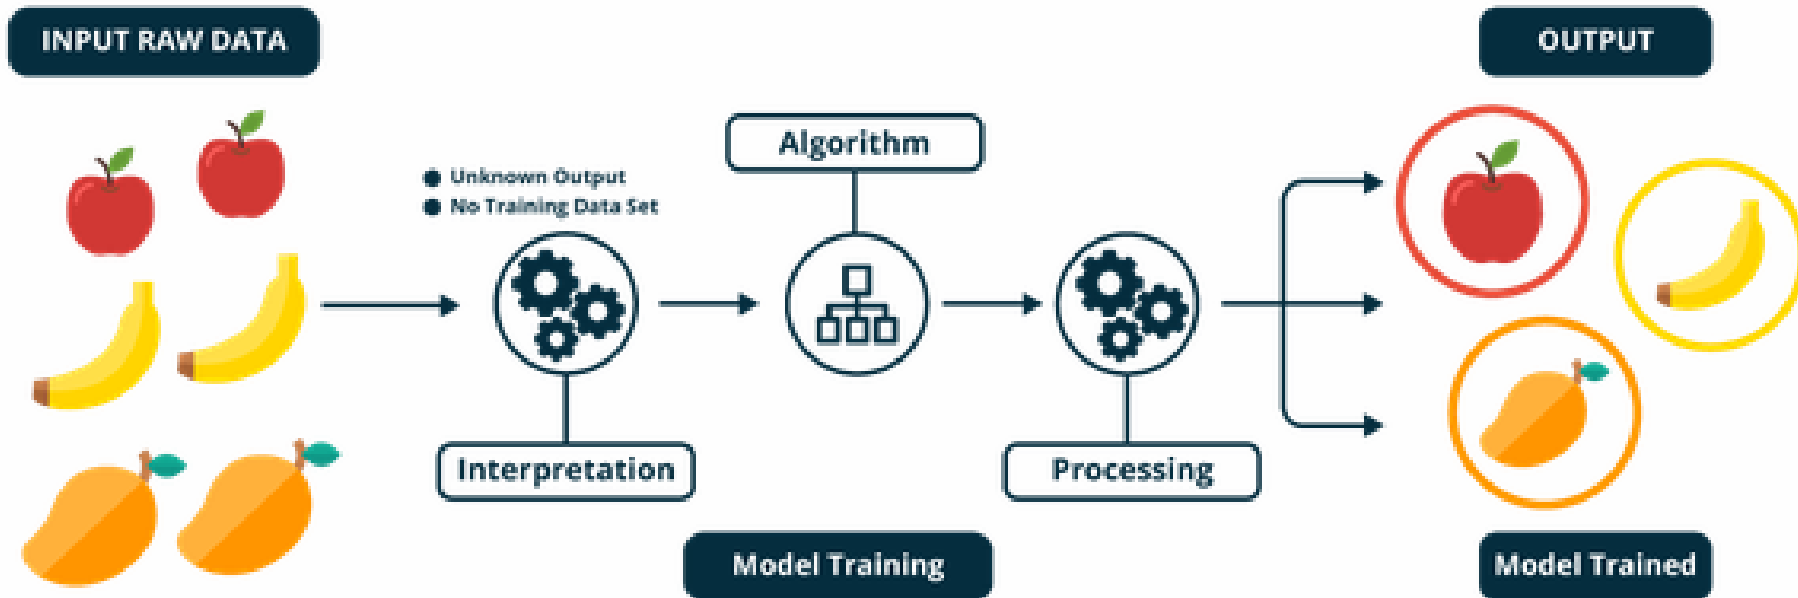 INPUT RAW DATA
OUTPUT
Algorithm
Unknown Output
No Training Data Set
Interpretation
Processing
Model Training
Model Trained